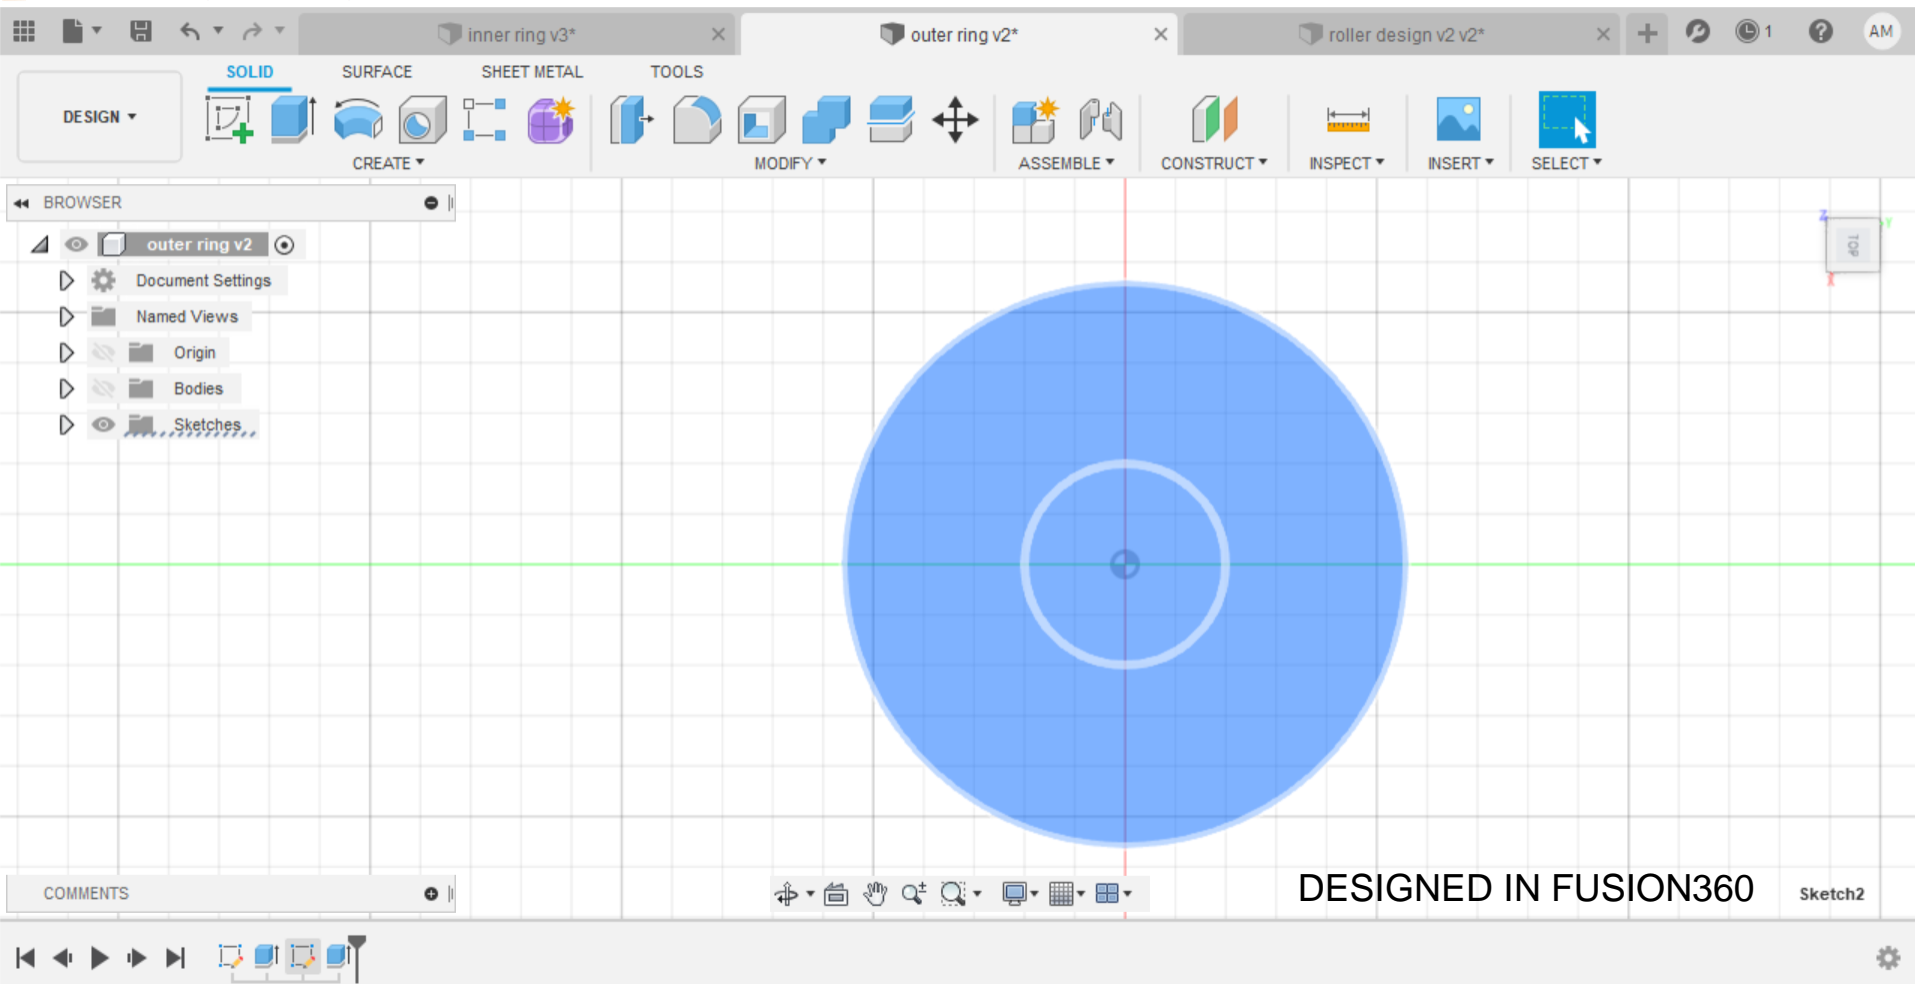 inner ring v3*
outer ring v2*
roller design v2 v2*
1
AM
SOLID
SURFACE
SHEET METAL
TOOLS
DESIGN
CREATE
MODIFY
ASSEMBLE
CONSTRUCT
INSPECT
INSERT
SELECT
BROWSER
outer ring v2
Document Settings
Named Views
Origin
Bodies
Sketches
Z
Y
TOP
X
COMMENTS
DESIGNED IN FUSION360
Sketch2